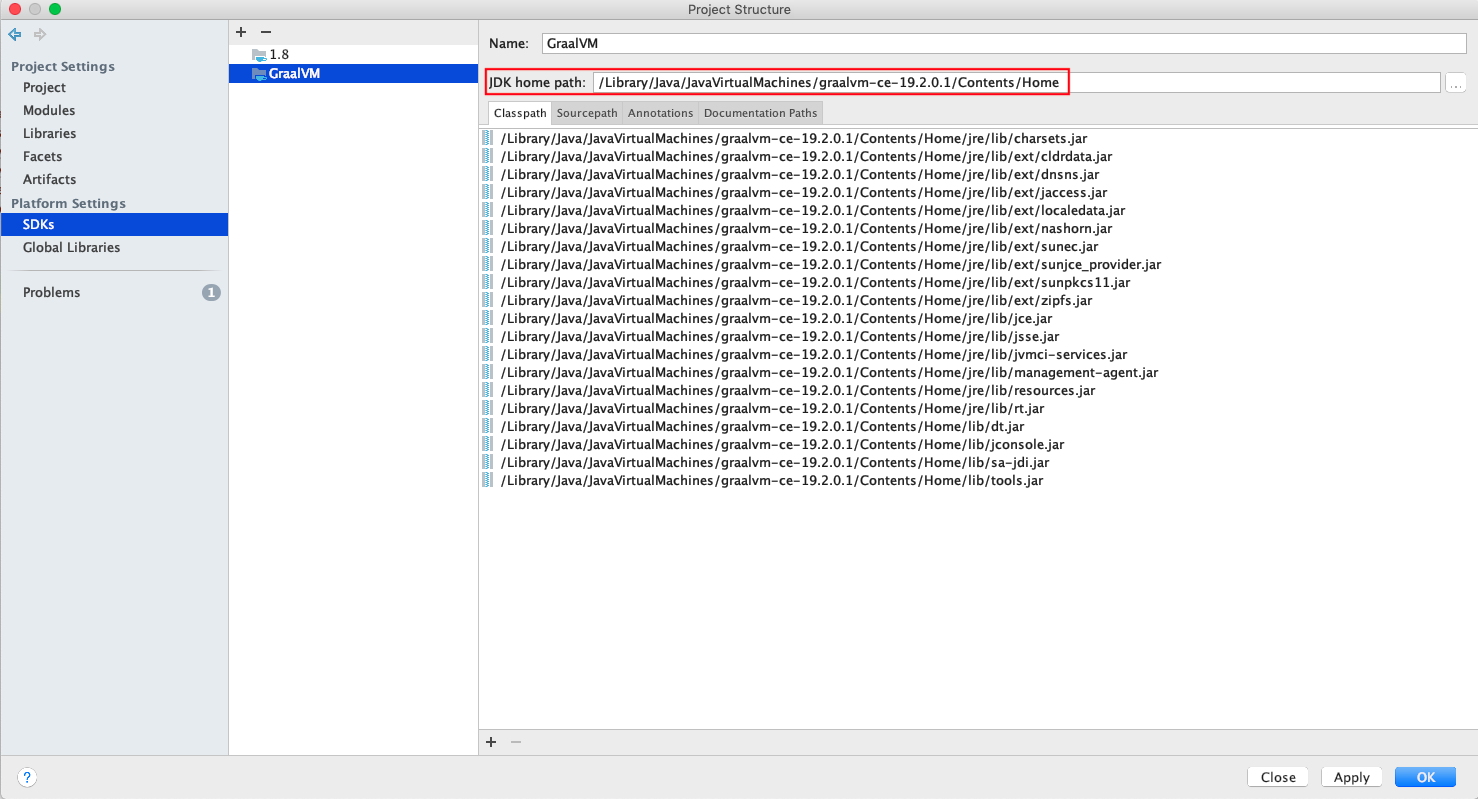 Project Structure
Project Settings
Project
Modules
Libraries
Facets
Artifacts
Platform Settings
SDKs
Global Libraries
Problems 1
1.8
GraalVM
Name: GraalVM
JDK home path: /Library/Java/JavaVirtualMachines/graalvm-ce-19.2.0.1/Contents/Home ...
Classpath Sourcepath Annotations Documentation Paths
/Library/Java/JavaVirtualMachines/graalvm-ce-19.2.0.1/Contents/Home/jre/lib/charsets.jar
/Library/Java/JavaVirtualMachines/graalvm-ce-19.2.0.1/Contents/Home/jre/lib/ext/cldrdata.jar
/Library/Java/JavaVirtualMachines/graalvm-ce-19.2.0.1/Contents/Home/jre/lib/ext/dnsns.jar
/Library/Java/JavaVirtualMachines/graalvm-ce-19.2.0.1/Contents/Home/jre/lib/ext/jaccess.jar
/Library/Java/JavaVirtualMachines/graalvm-ce-19.2.0.1/Contents/Home/jre/lib/ext/localedata.jar
/Library/Java/JavaVirtualMachines/graalvm-ce-19.2.0.1/Contents/Home/jre/lib/ext/nashorn.jar
/Library/Java/JavaVirtualMachines/graalvm-ce-19.2.0.1/Contents/Home/jre/lib/ext/sunec.jar
/Library/Java/JavaVirtualMachines/graalvm-ce-19.2.0.1/Contents/Home/jre/lib/ext/sunjce_provider.jar
/Library/Java/JavaVirtualMachines/graalvm-ce-19.2.0.1/Contents/Home/jre/lib/ext/sunpkcs11.jar
/Library/Java/JavaVirtualMachines/graalvm-ce-19.2.0.1/Contents/Home/jre/lib/ext/zipfs.jar
/Library/Java/JavaVirtualMachines/graalvm-ce-19.2.0.1/Contents/Home/jre/lib/jce.jar
/Library/Java/JavaVirtualMachines/graalvm-ce-19.2.0.1/Contents/Home/jre/lib/jsse.jar
/Library/Java/JavaVirtualMachines/graalvm-ce-19.2.0.1/Contents/Home/jre/lib/jvmci-services.jar
/Library/Java/JavaVirtualMachines/graalvm-ce-19.2.0.1/Contents/Home/jre/lib/management-agent.jar
/Library/Java/JavaVirtualMachines/graalvm-ce-19.2.0.1/Contents/Home/jre/lib/resources.jar
/Library/Java/JavaVirtualMachines/graalvm-ce-19.2.0.1/Contents/Home/jre/lib/rt.jar
/Library/Java/JavaVirtualMachines/graalvm-ce-19.2.0.1/Contents/Home/lib/dt.jar
/Library/Java/JavaVirtualMachines/graalvm-ce-19.2.0.1/Contents/Home/lib/jconsole.jar
/Library/Java/JavaVirtualMachines/graalvm-ce-19.2.0.1/Contents/Home/lib/sa-jdi.jar
/Library/Java/JavaVirtualMachines/graalvm-ce-19.2.0.1/Contents/Home/lib/tools.jar
? Close Apply OK